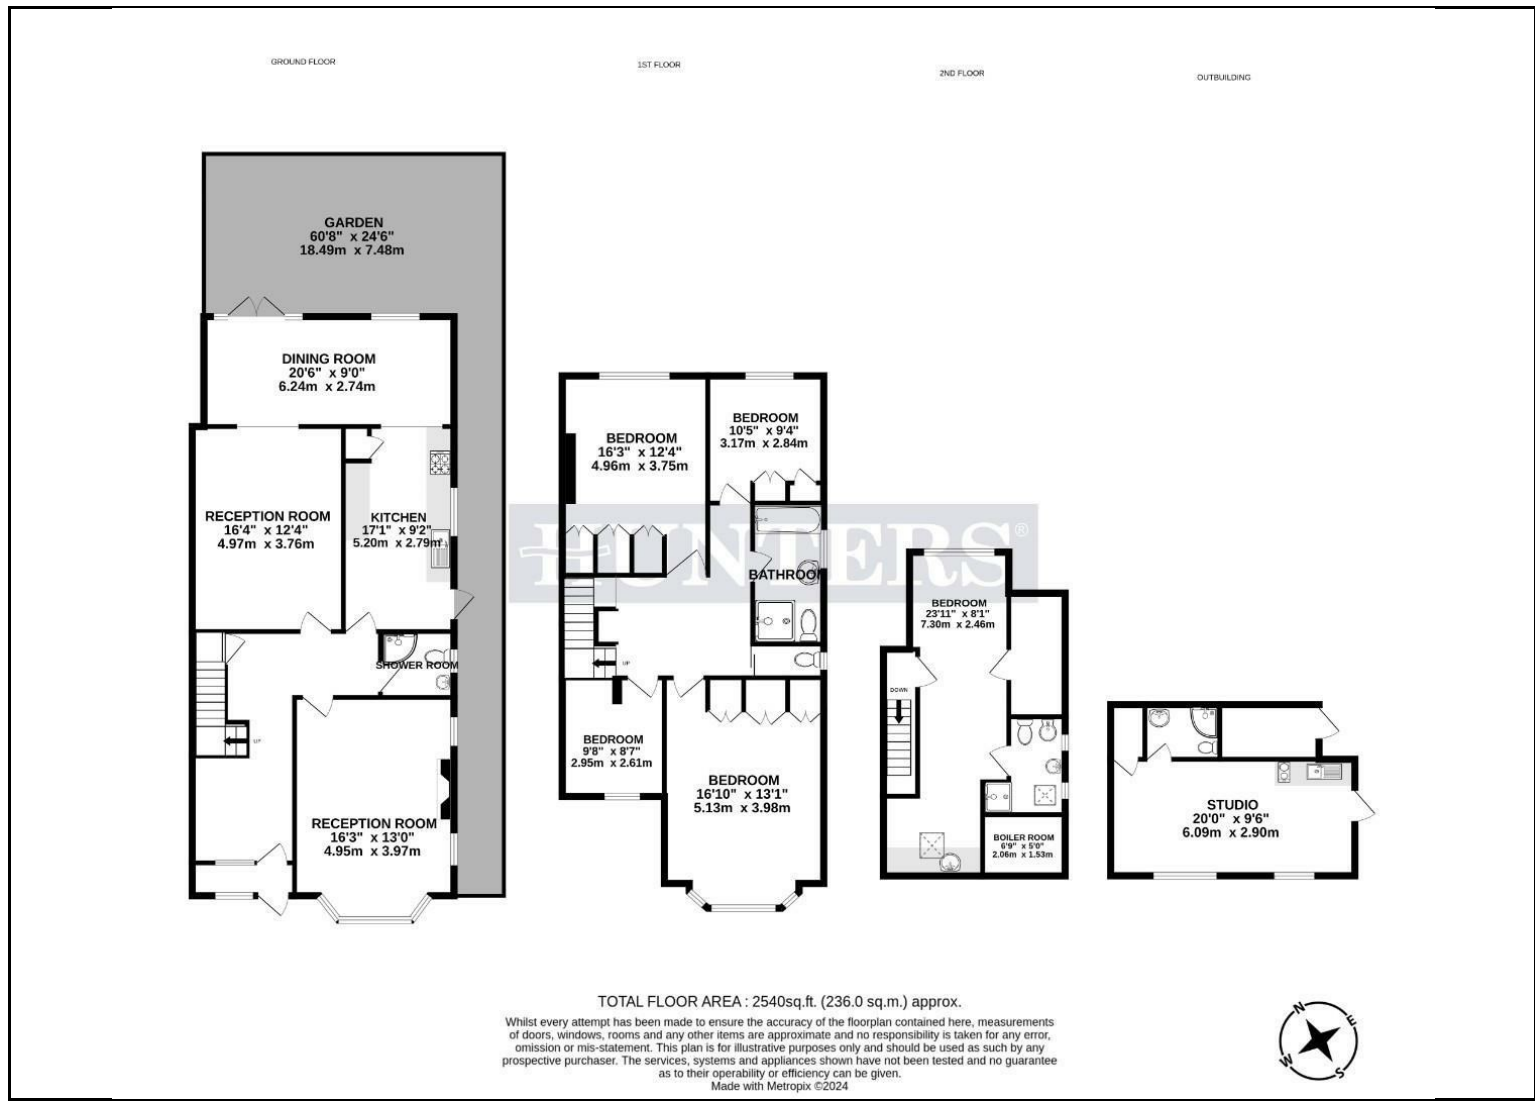 GROUND FLOOR
1ST FLOOR
2ND FLOOR
OUTBUILDING
GARDEN
60'8" x 24'6"
18.49m x 7.48m
DINING ROOM
20'6" x 9'0"
6.24m x 2.74m
RECEPTION ROOM
16'4" x 12'4"
4.97m x 3.76m
KITCHEN
17'1" x 9'2"
5.20m x 2.79m
SHOWER ROOM
UP
RECEPTION ROOM
16'3" x 13'0"
4.95m x 3.97m
BEDROOM
16'3" x 12'4"
4.96m x 3.75m
BEDROOM
10'5" x 9'4"
3.17m x 2.84m
HUNTERS®
BATHROOM
UP
BEDROOM
9'8" x 8'7"
2.95m x 2.61m
BEDROOM
16'10" x 13'1"
5.13m x 3.98m
BEDROOM
23'11" x 8'1"
7.30m x 2.46m
DOWN
BOILER ROOM
6'9" x 5'0"
2.06m x 1.53m
STUDIO
20'0" x 9'6"
6.09m x 2.90m
TOTAL FLOOR AREA : 2540sq.ft. (236.0 sq.m.) approx.
Whilst every attempt has been made to ensure the accuracy of the floorplan contained here, measurements
of doors, windows, rooms and any other items are approximate and no responsibility is taken for any error,
omission or mis-statement. This plan is for illustrative purposes only and should be used as such by any
prospective purchaser. The services, systems and appliances shown have not been tested and no guarantee
as to their operability or efficiency can be given.
Made with Metropix ©2024
N
E
W
S